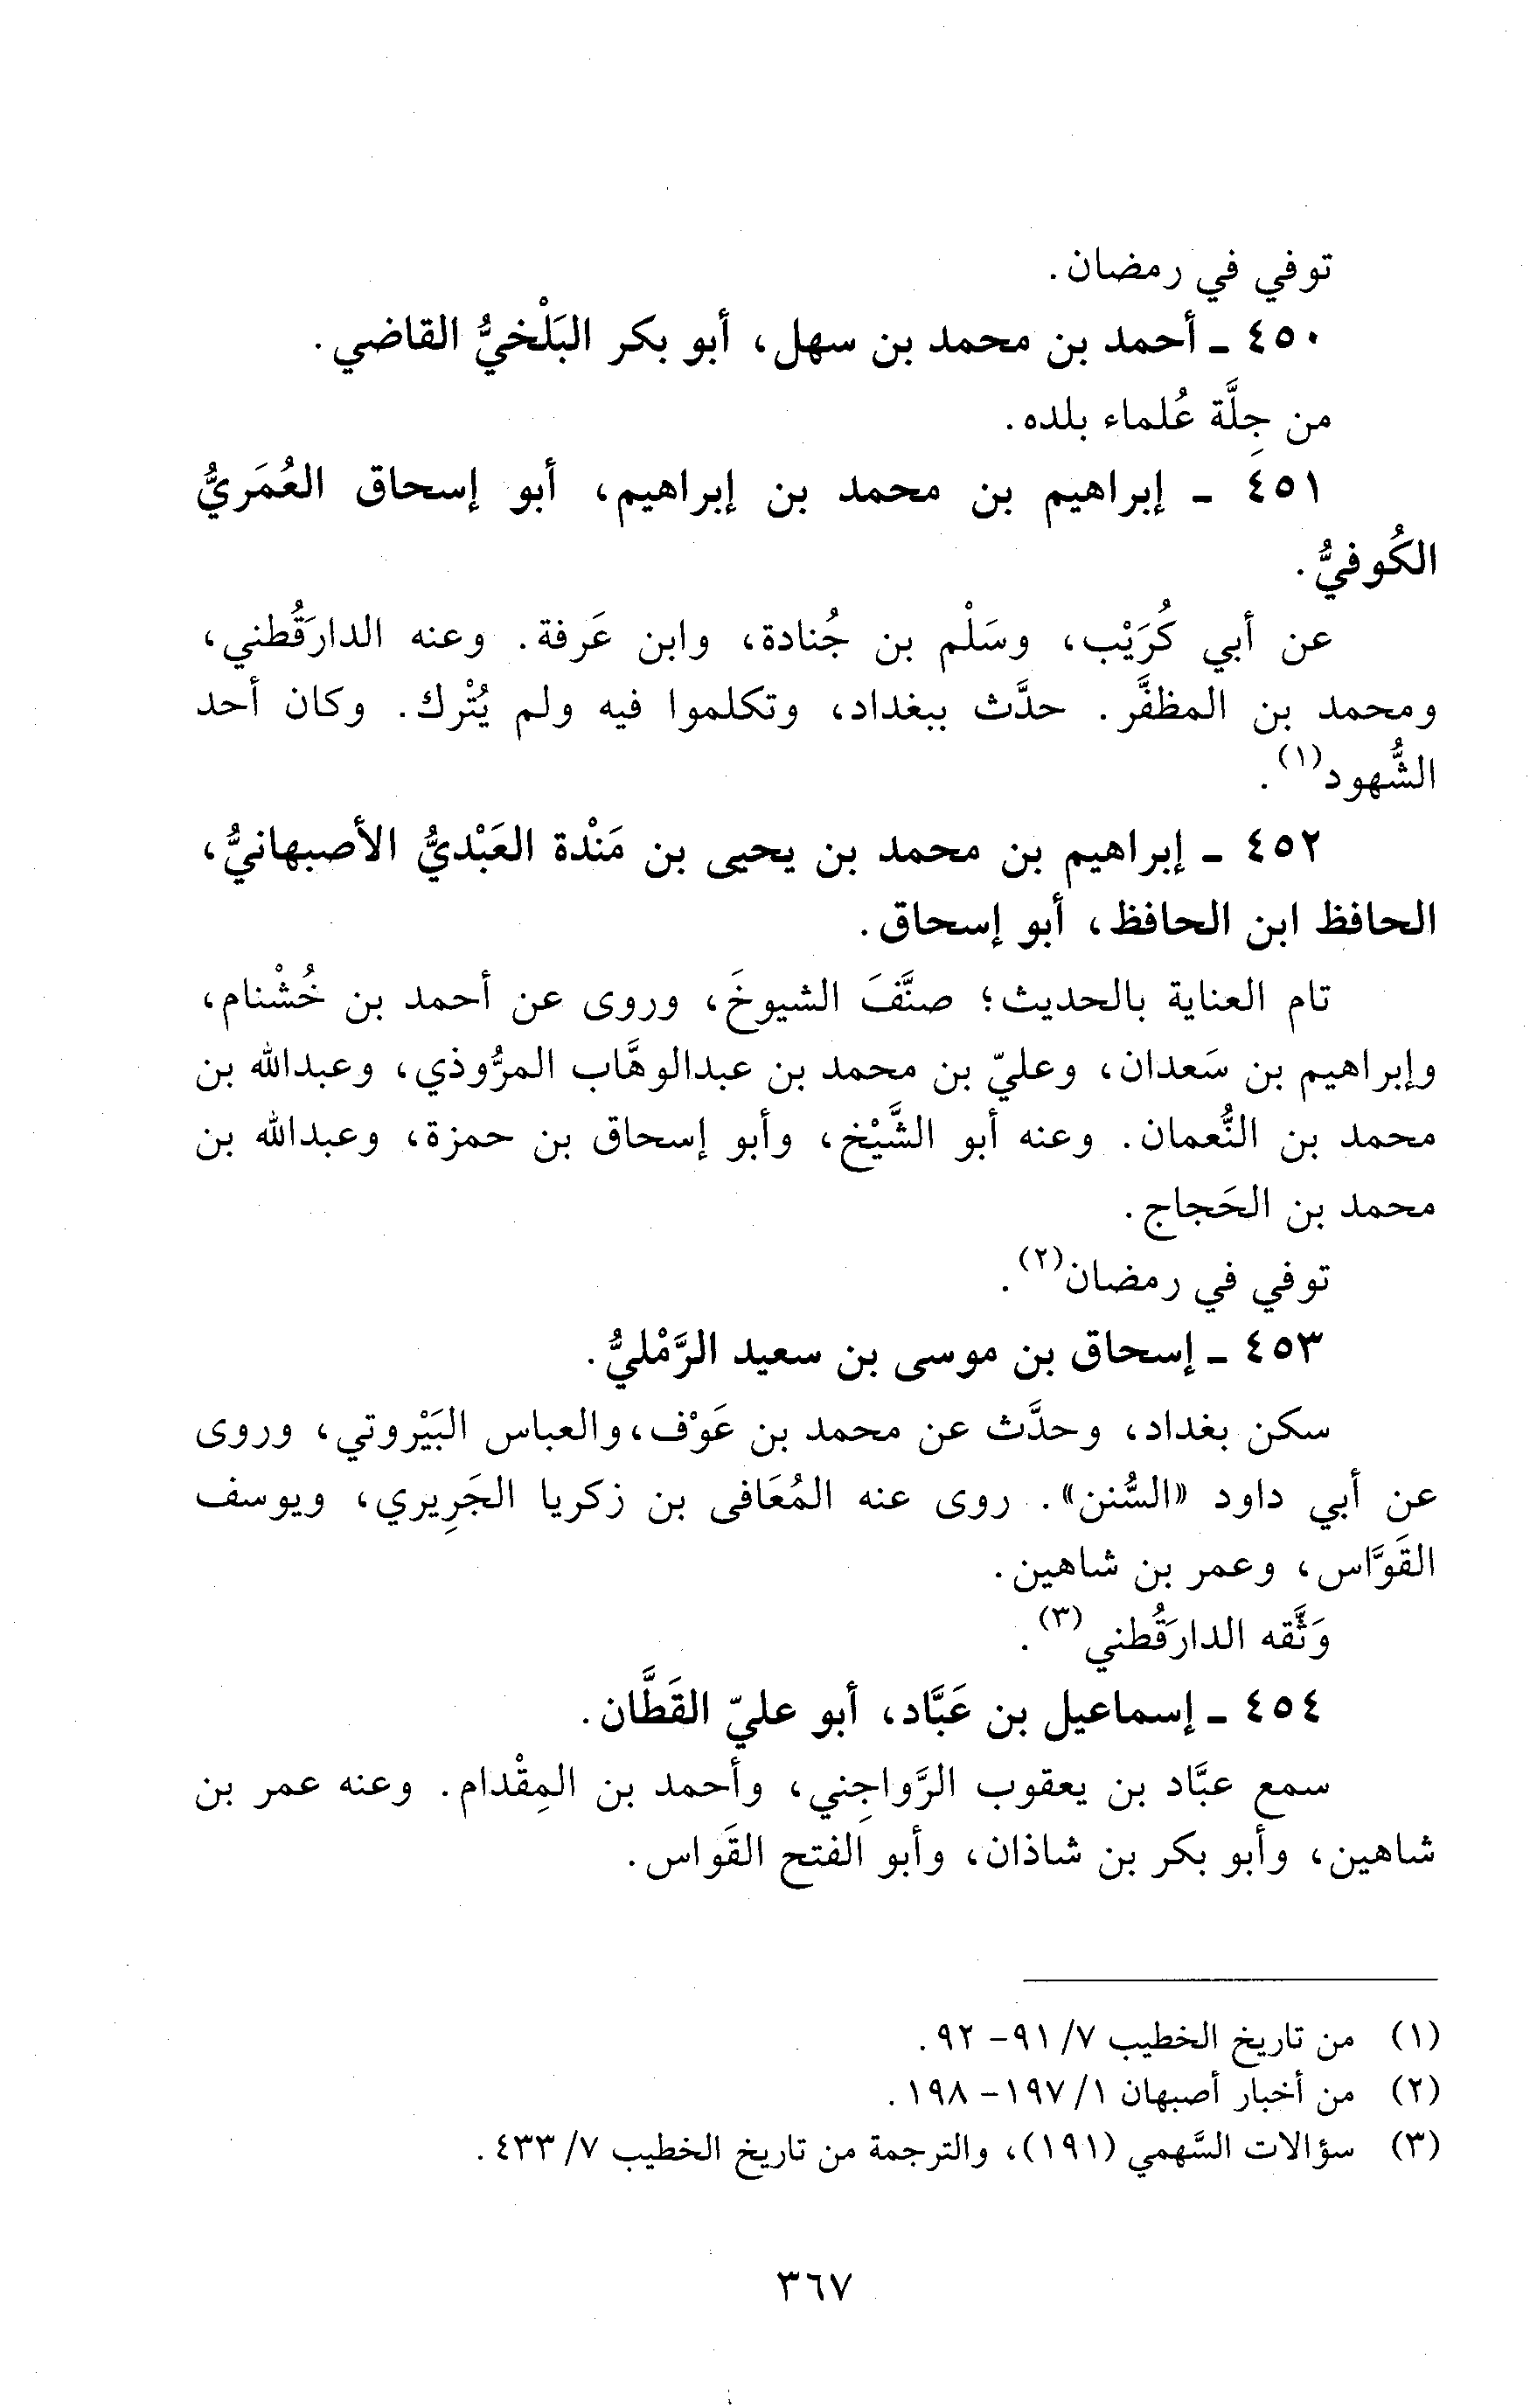 توفي في رمضان.
٤٥٠ - أحمد بن محمد بن سهل، أبو بكر البَلْخيُّ القاضي.
من جِلَّة عُلماء بلده.
٤٥١ - إبراهيم بن محمد بن إبراهيم، أبو إسحاق العُمَريُّ
الكُوفيُّ.
عن أبي كُرَيْب، وسَلْم بن جُنادة، وابن عَرفة. وعنه الدارَقُطني،
ومحمد بن المظفَّر. حدَّث ببغداد، وتكلموا فيه ولم يُتْرك. وكان أحد
الشُّهود(١).
٤٥٢ - إبراهيم بن محمد بن يحيى بن مَنْدة العَبْديُّ الأصبهانيُّ،
الحافظ ابن الحافظ، أبو إسحاق.
تام العناية بالحديث؛ صنَّفَ الشيوخَ، وروى عن أحمد بن خُشْنام،
وإبراهيم بن سَعدان، وعليّ بن محمد بن عبدالوهَّاب المرُّوذي، وعبدالله بن
محمد بن النُّعمان. وعنه أبو الشَّيْخ، وأبو إسحاق بن حمزة، وعبدالله بن
محمد بن الحَجاج.
توفي في رمضان(٢).
٤٥٣ - إسحاق بن موسى بن سعيد الرَّمْليُّ.
سكن بغداد، وحدَّث عن محمد بن عَوْف، والعباس البَيْروتي، وروى
عن أبي داود «السُّنن». روى عنه المُعَافى بن زكريا الجَرِيري، ويوسف
القَوَّاس، وعمر بن شاهين.
وَثَّقه الدارَقُطني(٣).
٤٥٤ - إسماعيل بن عَبَّاد، أبو عليّ القَطَّان.
سمع عبَّاد بن يعقوب الرَّواجِني، وأحمد بن المِقْدام. وعنه عمر بن
شاهين، وأبو بكر بن شاذان، وأبو الفتح القَواس.
(١) من تاريخ الخطيب ٧/ ٩١- ٩٢.
(٢) من أخبار أصبهان ١/ ١٩٧- ١٩٨.
(٣) سؤالات السَّهمي (١٩١)، والترجمة من تاريخ الخطيب ٧/ ٤٣٣.
٣٦٧